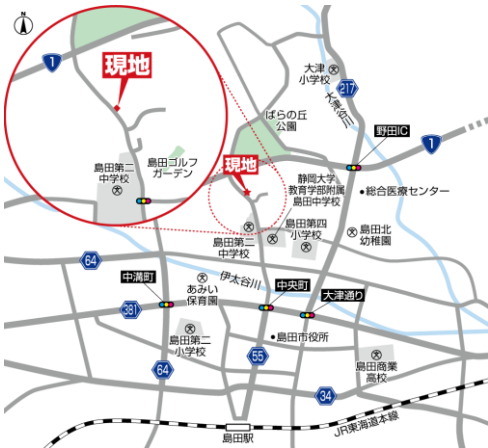 N
1
現地
島田第二
中学校
島田ゴルフ
ガーデン
大津
小学校
217
大津谷川
ばらの丘
公園
野田IC
1
現地
静岡大学
教育学部附属
島田中学校
総合医療センター
島田第四
小学校
島田第二
中学校
島田北
幼稚園
64
中溝町
あみい
保育園
伊太谷川
中央町
大津通り
381
島田第二
小学校
島田市役所
55
島田商業
高校
64
34
島田駅
JR東海道本線